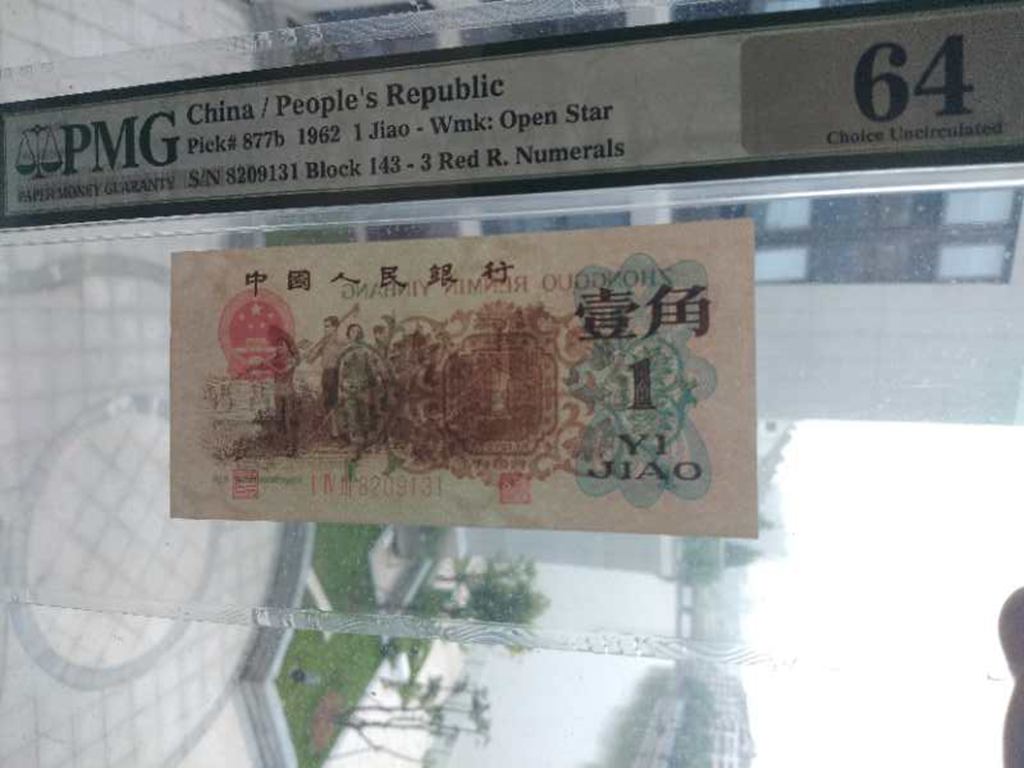 PMG
PAPER MONEY GUARANTY
China / People's Republic
Pick# 877b 1962 1 Jiao - Wmk: Open Star
S/N 8209131 Block 143 - 3 Red R. Numerals
64
Choice Uncirculated
中國人民銀行
ZHONGGUO RENMIN YINHANG
壹角
1
YI
JIAO
I IV III 8209131